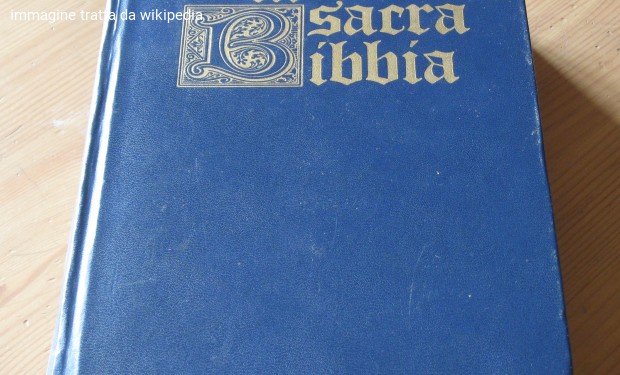 immagine tratta da wikipedia,
sacra
Bibbia